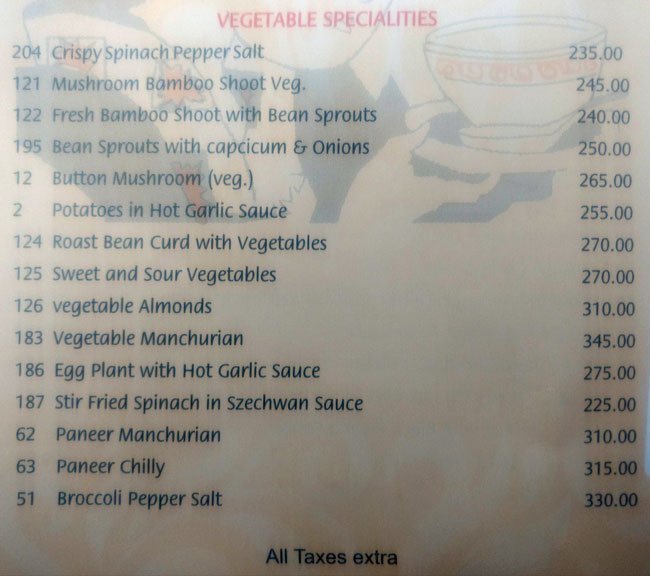 VEGETABLE SPECIALITIES
204 Crispy Spinach Pepper Salt 235.00
121 Mushroom Bamboo Shoot Veg. 245.00
122 Fresh Bamboo Shoot with Bean Sprouts 240.00
195 Bean Sprouts with capcicum & Onions 250.00
12 Button Mushroom (veg.) 265.00
2 Potatoes in Hot Garlic Sauce 255.00
124 Roast Bean Curd with Vegetables 270.00
125 Sweet and Sour Vegetables 270.00
126 vegetable Almonds 310.00
183 Vegetable Manchurian 345.00
186 Egg Plant with Hot Garlic Sauce 275.00
187 Stir Fried Spinach in Szechwan Sauce 225.00
62 Paneer Manchurian 310.00
63 Paneer Chilly 315.00
51 Broccoli Pepper Salt 330.00
All Taxes extra